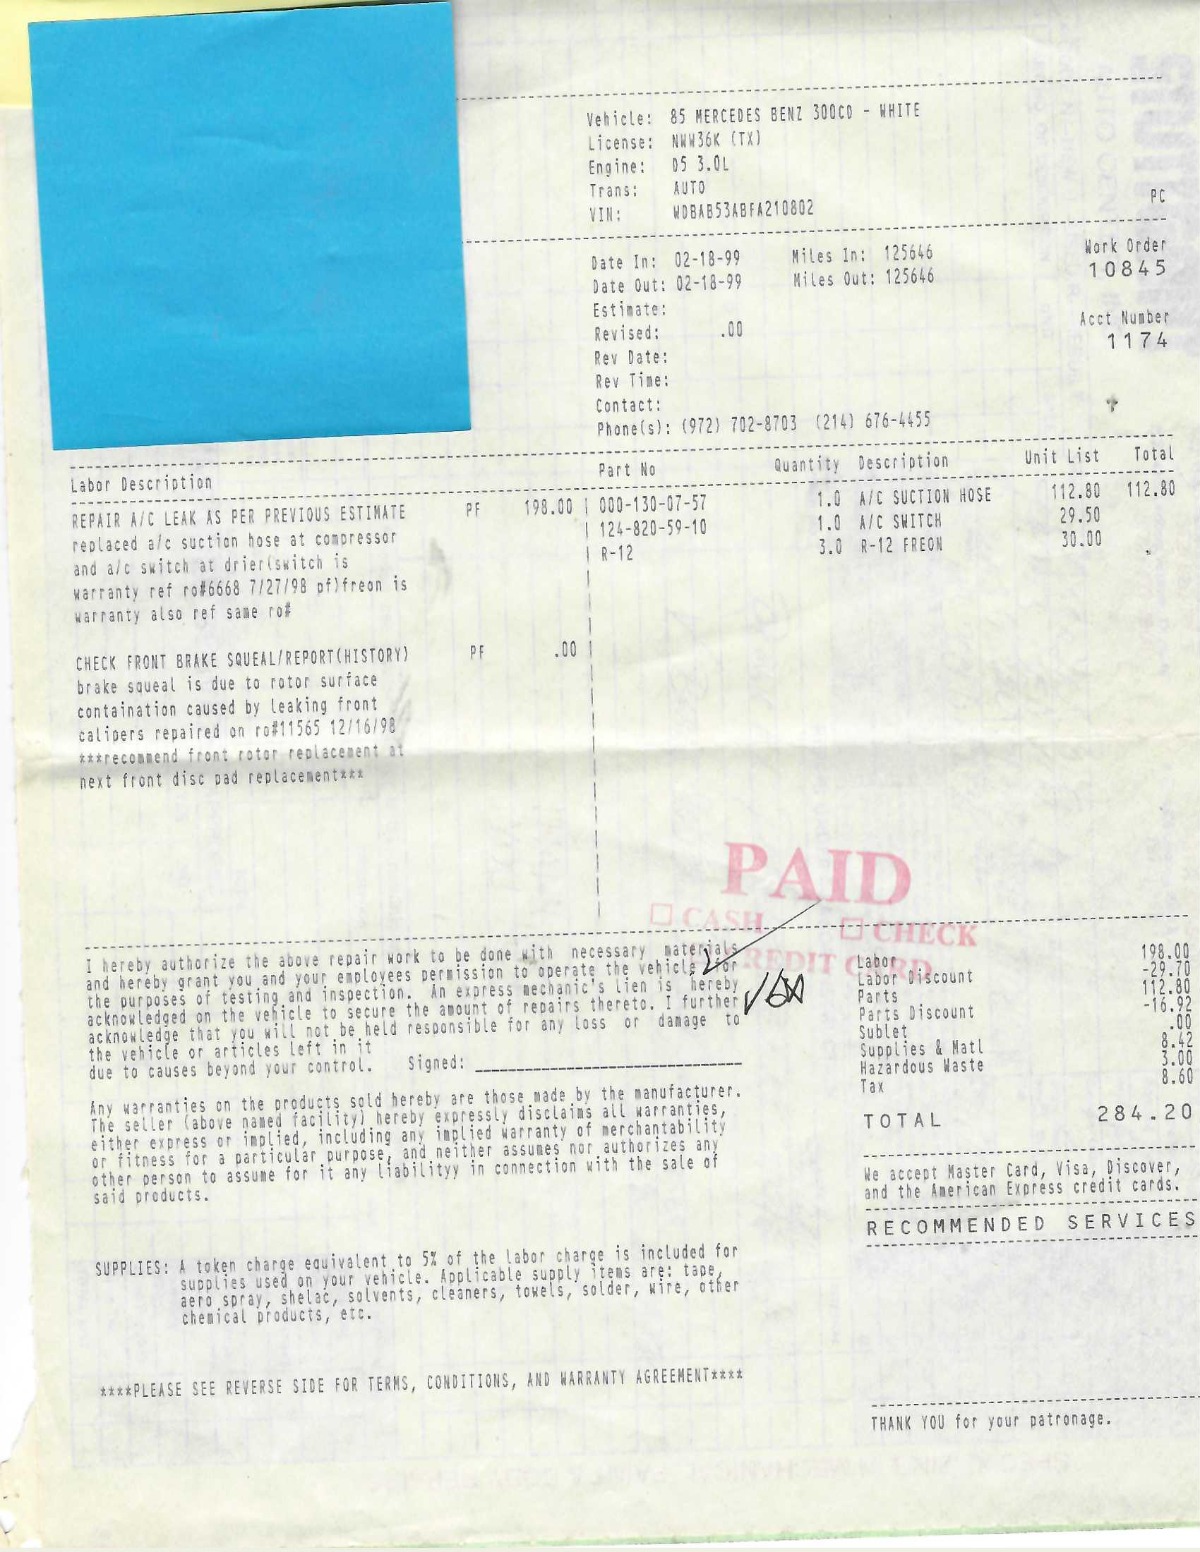 Vehicle: 85 MERCEDES BENZ 300CD - WHITE
License: NWW36K (TX)
Engine: D5 3.0L
Trans: AUTO
VIN: WDBAB53ABFA210802
PC
Date In: 02-18-99 Miles In: 125646
Date Out: 02-18-99 Miles Out: 125646
Work Order
10845
Estimate:
Revised: .00
Acct Number
1174
Rev Date:
Rev Time:
Contact:
Phone(s): (972) 702-8703 (214) 676-4455
Labor Description Part No Quantity Description Unit List Total
REPAIR A/C LEAK AS PER PREVIOUS ESTIMATE PF 198.00 | 000-130-07-57 1.0 A/C SUCTION HOSE 112.80 112.80
replaced a/c suction hose at compressor | 124-820-59-10 1.0 A/C SWITCH 29.50
and a/c switch at drier(switch is | R-12 3.0 R-12 FREON 30.00
warranty ref ro#6668 7/27/98 pf)freon is
warranty also ref same ro#
CHECK FRONT BRAKE SQUEAL/REPORT(HISTORY) PF .00
brake squeal is due to rotor surface
containation caused by leaking front
calipers repaired on ro#11565 12/16/98
***recommend front rotor replacement at
next front disc pad replacement***
PAID
CASH CHECK
CREDIT CARD
I hereby authorize the above repair work to be done with necessary materials
and hereby grant you and your employees permission to operate the vehicle for
the purposes of testing and inspection. An express mechanic's lien is hereby
acknowledged on the vehicle to secure the amount of repairs thereto. I further
acknowledge that you will not be held responsible for any loss or damage to
the vehicle or articles left in it
due to causes beyond your control. Signed:
Labor 198.00
Labor Discount -29.70
Parts 112.80
Parts Discount -16.92
Sublet .00
Supplies & Matl 8.42
Hazardous Waste 3.00
Tax 8.60
TOTAL 284.20
Any warranties on the products sold hereby are those made by the manufacturer.
The seller (above named facility) hereby expressly disclaims all warranties,
either express or implied, including any implied warranty of merchantability
or fitness for a particular purpose, and neither assumes nor authorizes any
other person to assume for it any liabilityy in connection with the sale of
said products.
We accept Master Card, Visa, Discover,
and the American Express credit cards.
RECOMMENDED SERVICES
SUPPLIES: A token charge equivalent to 5% of the labor charge is included for
supplies used on your vehicle. Applicable supply items are: tape,
aero spray, shelac, solvents, cleaners, towels, solder, wire, other
chemical products, etc.
****PLEASE SEE REVERSE SIDE FOR TERMS, CONDITIONS, AND WARRANTY AGREEMENT****
THANK YOU for your patronage.